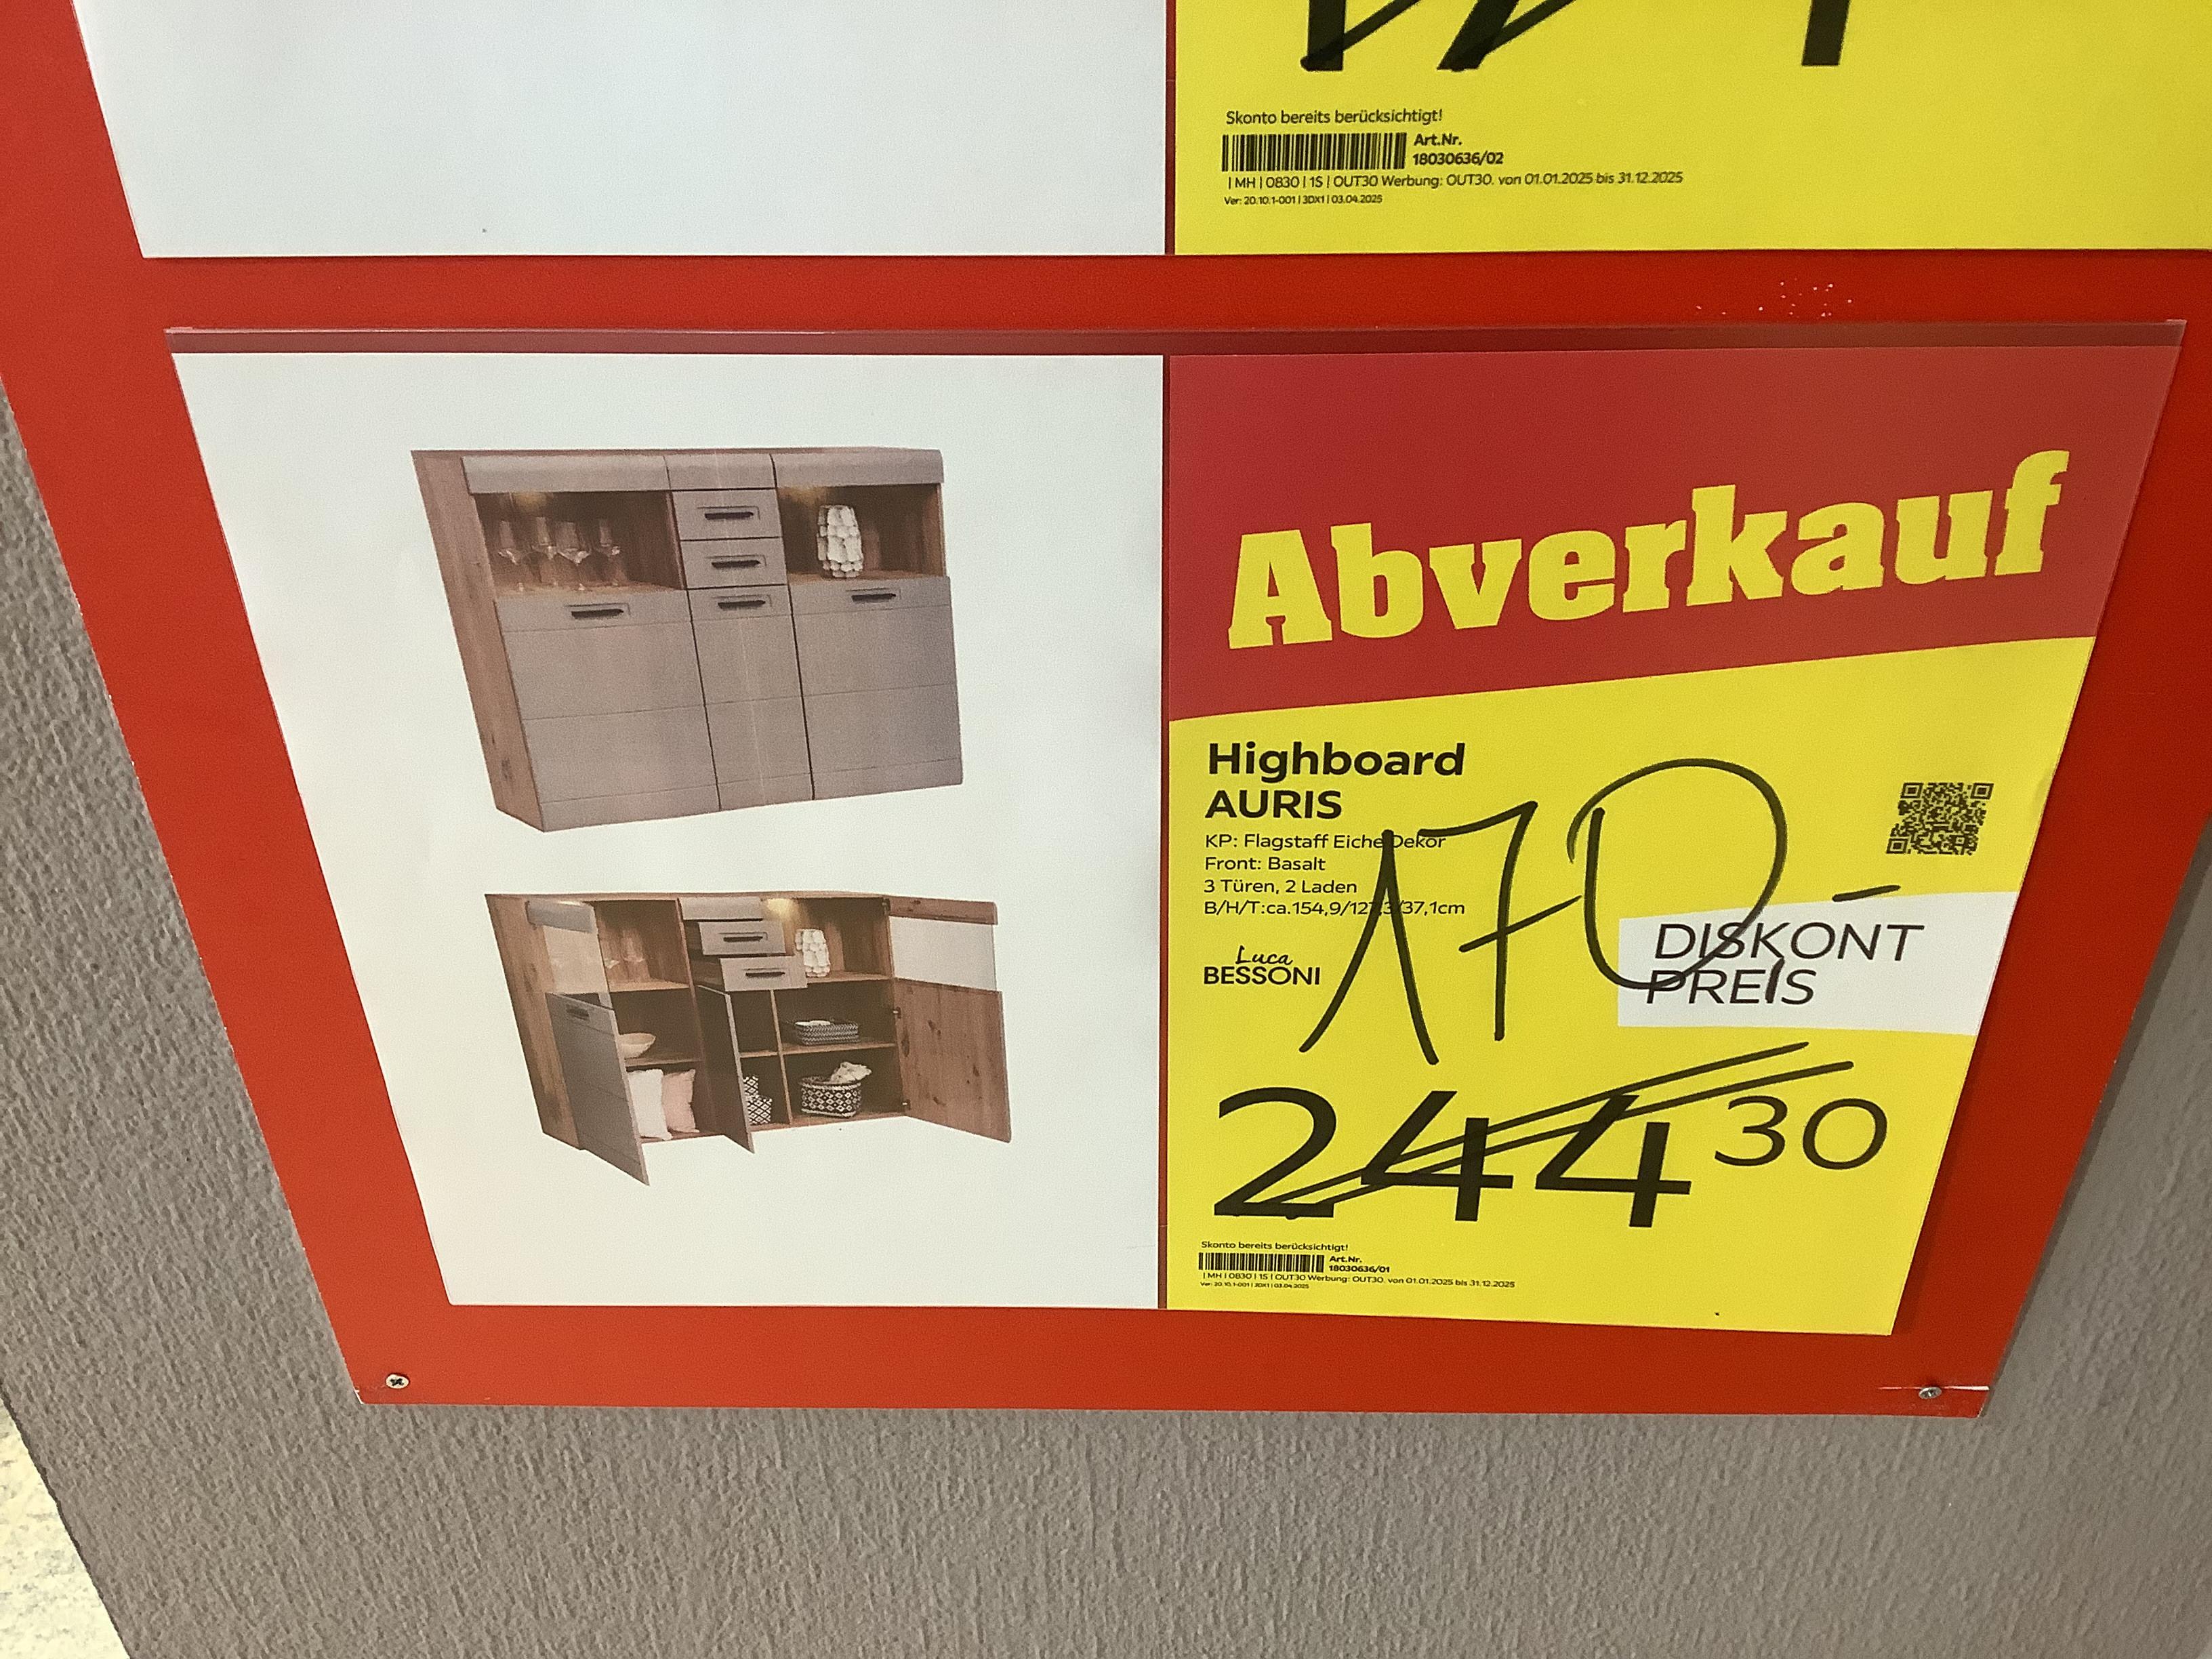 Skonto bereits berücksichtigt!
Art.Nr.
18030636/02
| MH | 0830 | 1S | OUT30 Werbung: OUT30. von 01.01.2025 bis 31.12.2025
Ver: 20.10.1-001 | 3DX1 | 03.04.2025
Abverkauf
Highboard
AURIS
KP: Flagstaff Eiche Dekor
Front: Basalt
3 Türen, 2 Laden
B/H/T:ca.154,9/127,3/37,1cm
Luca
BESSONI
170.-
DISKONT
PREIS
244 30
Skonto bereits berücksichtigt!
Art.Nr.
18030636/01
| MH | 0830 | 1S | OUT30 Werbung: OUT30. von 01.01.2025 bis 31.12.2025
Ver: 20.10.1-001 | 3DX1 | 03.04.2025